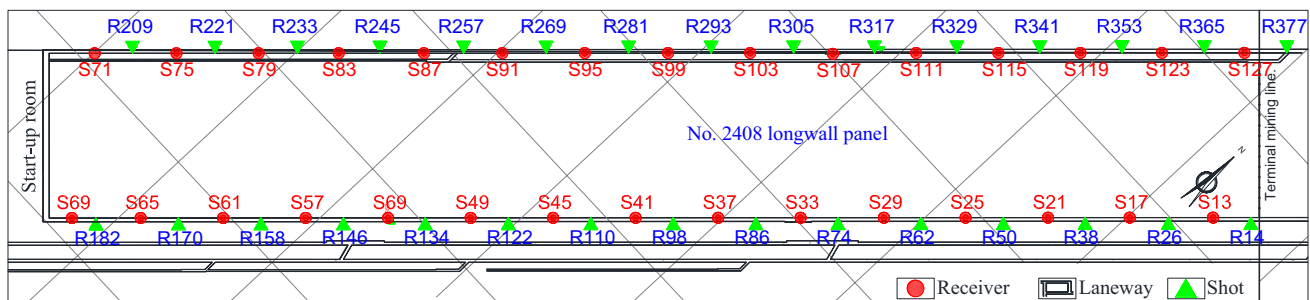 R209 R221 R233 R245 R257 R269 R281 R293 R305 R317 R329 R341 R353 R365 R377
S71 S75 S79 S83 S87 S91 S95 S99 S103 S107 S111 S115 S119 S123 S127
Start-up room
No. 2408 longwall panel
N
Terminal mining line.
S69 S65 S61 S57 S69 S49 S45 S41 S37 S33 S29 S25 S21 S17 S13
R182 R170 R158 R146 R134 R122 R110 R98 R86 R74 R62 R50 R38 R26 R14
Receiver Laneway Shot